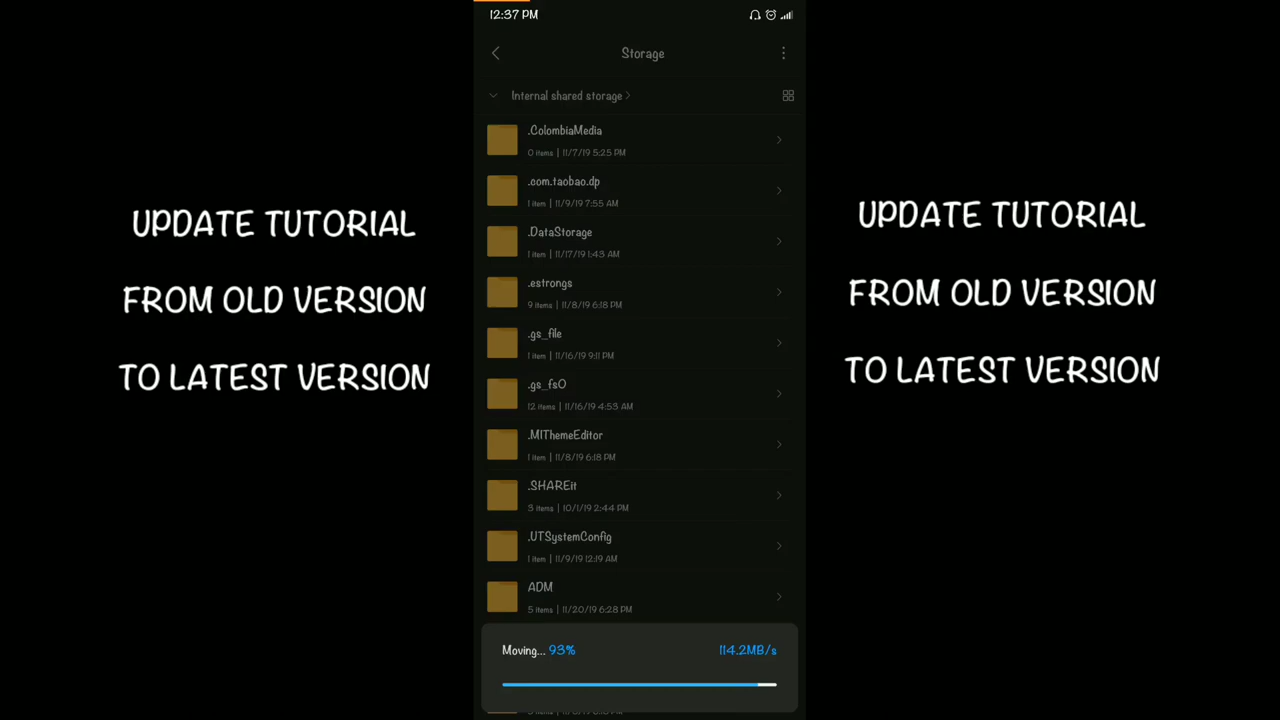 12:37 PM
Storage
Internal shared storage
.ColombiaMedia
0 items | 11/7/19 5:25 PM
.com.taobao.dp
1 item | 11/9/19 7:55 AM
.DataStorage
1 item | 11/17/19 1:43 AM
.estrongs
9 items | 11/8/19 6:18 PM
.gs_file
1 item | 11/16/19 9:11 PM
.gs_fs0
12 items | 11/16/19 4:53 AM
.MIThemeEditor
1 item | 11/8/19 6:18 PM
.SHAREit
3 items | 10/1/19 2:44 PM
.UTSystemConfig
1 item | 11/9/19 12:19 AM
ADM
5 items | 11/20/19 6:28 PM
Moving... 93% 114.2MB/s
UPDATE TUTORIAL
FROM OLD VERSION
TO LATEST VERSION
UPDATE TUTORIAL
FROM OLD VERSION
TO LATEST VERSION